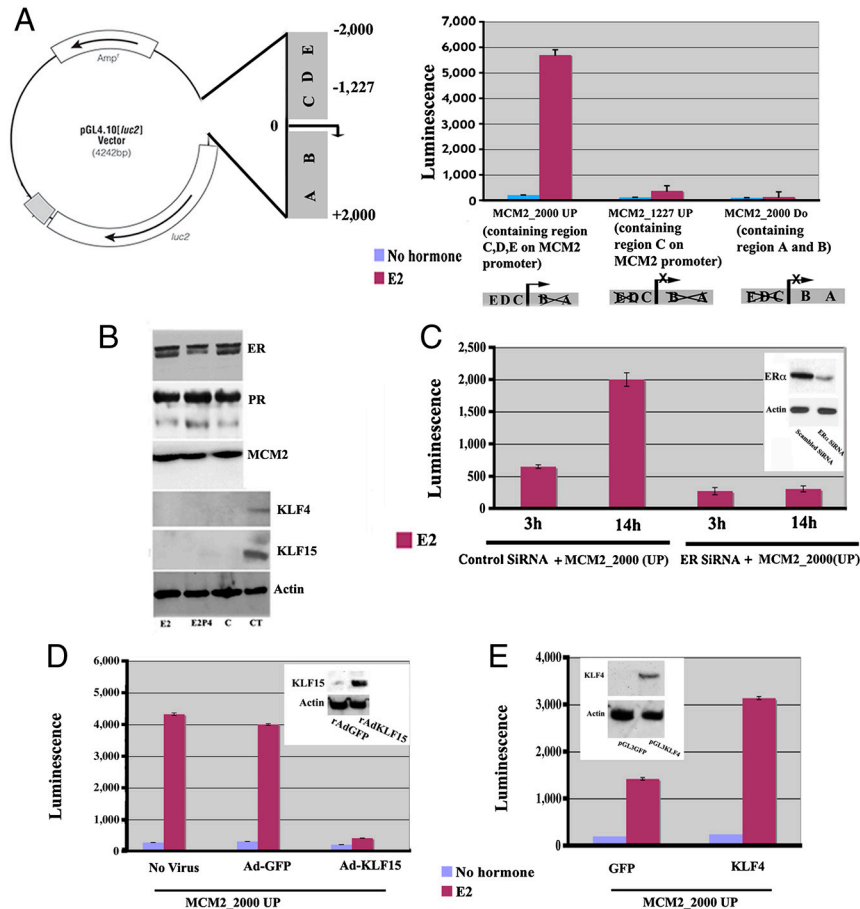 A
Ampʳ
pGL4.10[luc2]
Vector
(4242bp)
luc2
0
E
D
C
B
A
-2,000
-1,227
+2,000
Luminescence
7,000
6,000
5,000
4,000
3,000
2,000
1,000
0
MCM2_2000 UP
(containing region
C,D,E on MCM2
promoter)
MCM2_1227 UP
(containing
region C on
MCM2 promoter)
MCM2_2000 Do
(containing
region A and B)
No hormone
E2
E D C B A
E D C X B A
E D C X B A
B
ER
PR
MCM2
KLF4
KLF15
Actin
E2 E2P4 C CT
E2
C
Luminescence
2,500
2,000
1,500
1,000
500
0
ERα
Actin
Scambled SiRNA
ERα SiRNA
3h 14h 3h 14h
Control SiRNA + MCM2_2000 (UP)
ER SiRNA + MCM2_2000(UP)
D
Luminescence
6,000
5,000
4,000
3,000
2,000
1,000
0
KLF15
Actin
rAdGFP
rAdKLF15
No Virus Ad-GFP Ad-KLF15
MCM2_2000 UP
E
Luminescence
4,000
3,000
2,000
1,000
0
KLF4
Actin
pGL3GFP
pGL3KLF4
GFP KLF4
MCM2_2000 UP
No hormone
E2